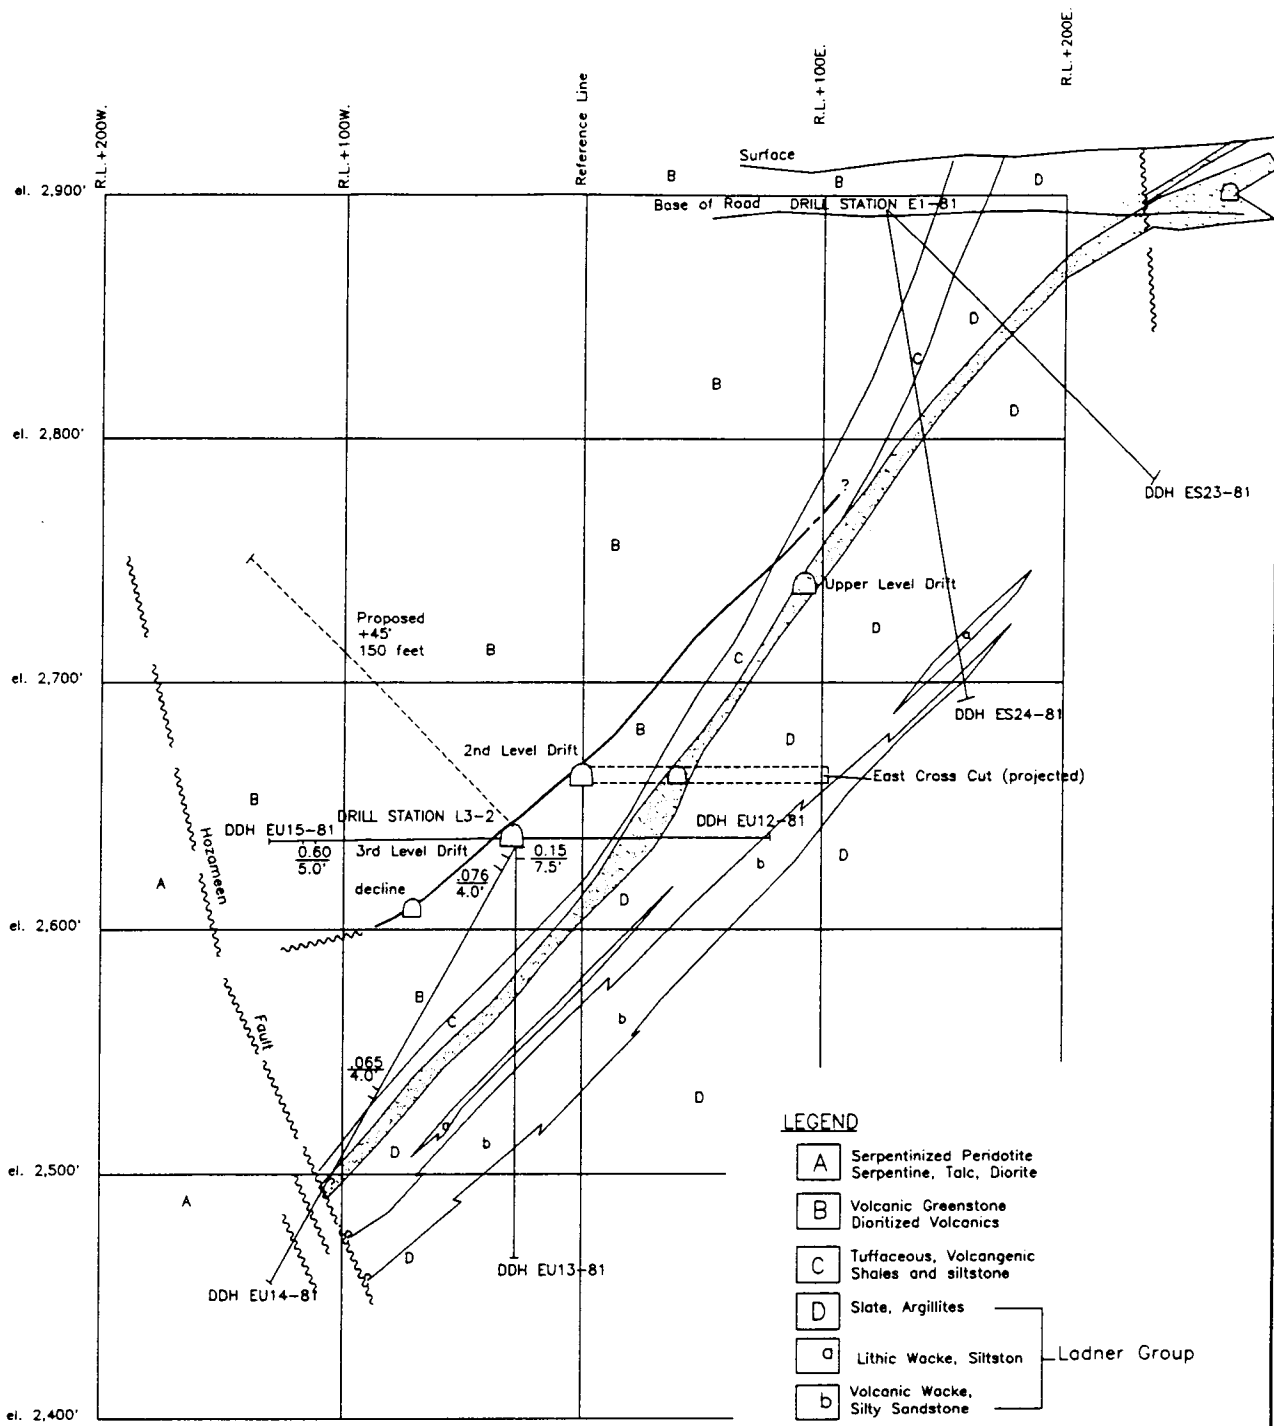 R.L.+200W.
R.L.+100W.
Reference Line
R.L.+100E.
R.L.+200E.
Surface
B
B
D
el. 2,900'
Base of Road
DRILL STATION E1-81
D
C
B
D
el. 2,800'
DDH ES23-81
?
B
Upper Level Drift
Proposed
+45'
150 feet
B
D
a
C
el. 2,700'
DDH ES24-81
B
D
2nd Level Drift
East Cross Cut (projected)
B
DRILL STATION L3-2
DDH EU15-81
DDH EU12-81
Hozameen
0.60
5.0'
3rd Level Drift
0.15
7.5'
.076
4.0'
b
D
A
decline
D
el. 2,600'
B
C
b
Fault
.065
4.0'
D
a
b
D
el. 2,500'
A
D
DDH EU14-81
DDH EU13-81
el. 2,400'
LEGEND
A
Serpentinized Peridotite
Serpentine, Talc, Diorite
B
Volcanic Greenstone
Dioritized Volcanics
C
Tuffaceous, Volcangenic
Shales and siltstone
D
Slate, Argillites
a
Lithic Wacke, Siltston
b
Volcanic Wacke,
Silty Sandstone
Ladner Group